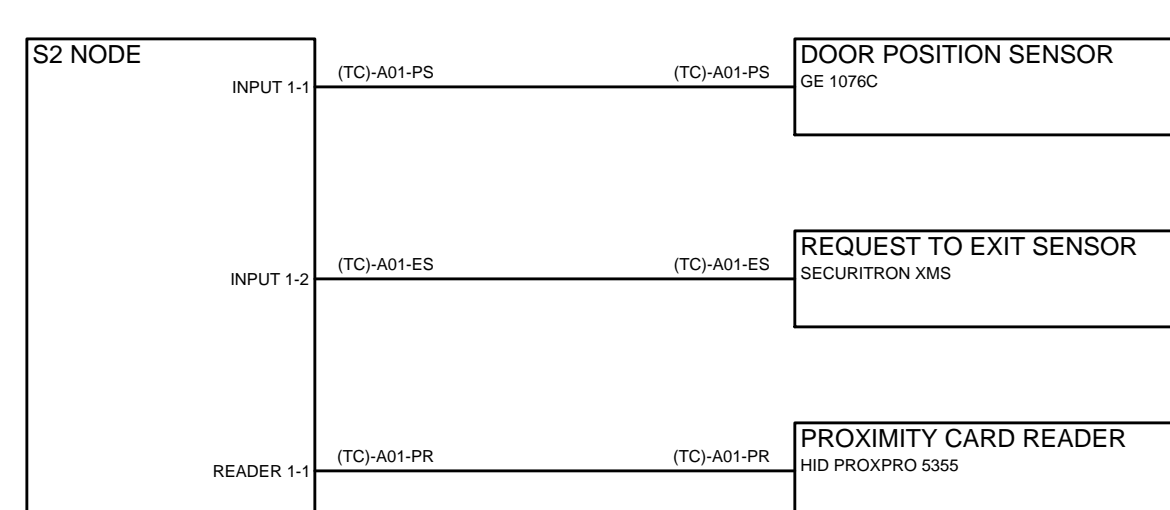 S2 NODE
INPUT 1-1
(TC)-A01-PS
(TC)-A01-PS
DOOR POSITION SENSOR
GE 1076C
INPUT 1-2
(TC)-A01-ES
(TC)-A01-ES
REQUEST TO EXIT SENSOR
SECURITRON XMS
READER 1-1
(TC)-A01-PR
(TC)-A01-PR
PROXIMITY CARD READER
HID PROXPRO 5355